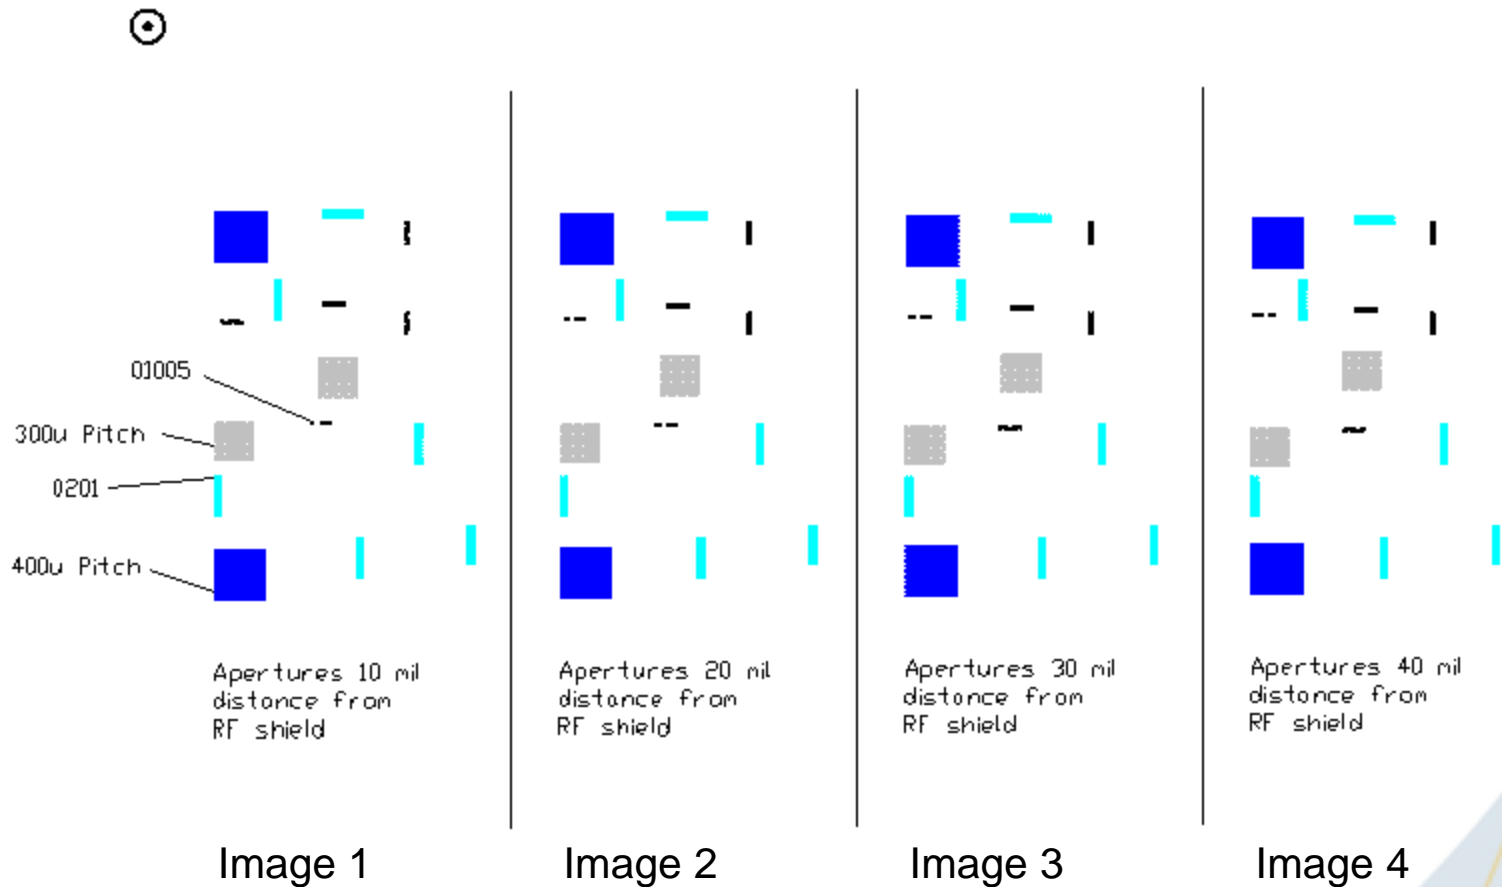 01005
300u Pitch
0201
400u Pitch
Apertures 10 mil
distance from
RF shield
Apertures 20 mil
distance from
RF shield
Apertures 30 mil
distance from
RF shield
Apertures 40 mil
distance from
RF shield
Image 1
Image 2
Image 3
Image 4